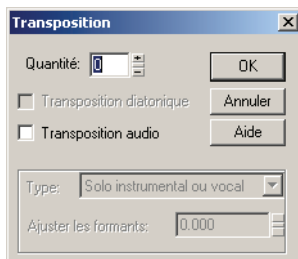 Transposition
Quantité: 0
OK
Transposition diatonique
Annuler
Transposition audio
Aide
Type: Solo instrumental ou vocal
Ajuster les formants: 0.000